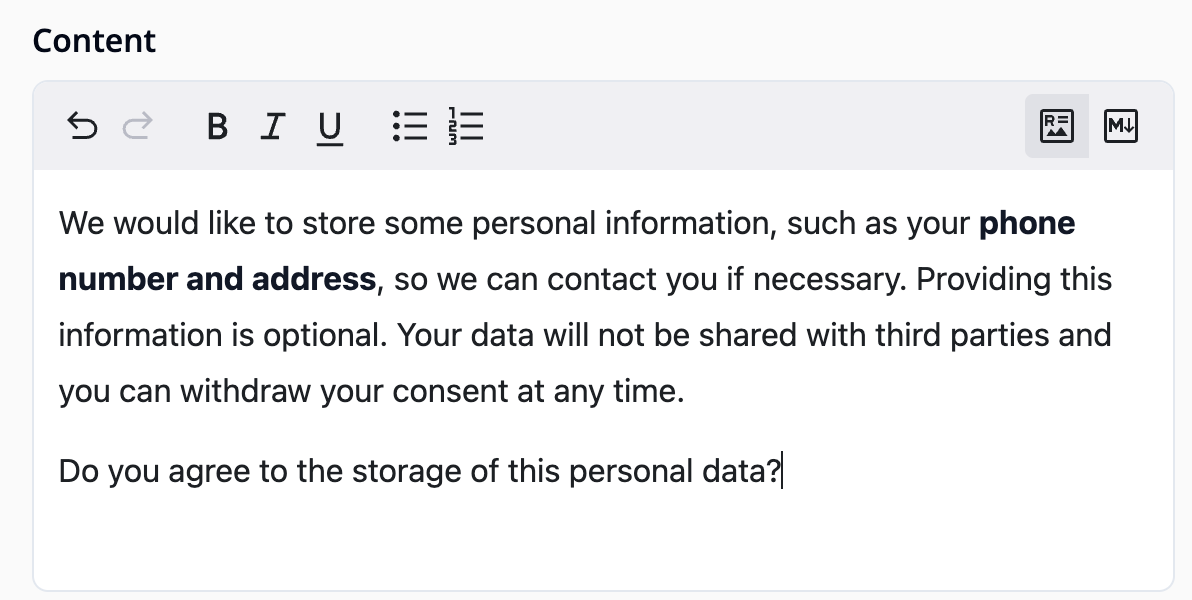 Content
B I U
We would like to store some personal information, such as your phone
number and address, so we can contact you if necessary. Providing this
information is optional. Your data will not be shared with third parties and
you can withdraw your consent at any time.
Do you agree to the storage of this personal data?